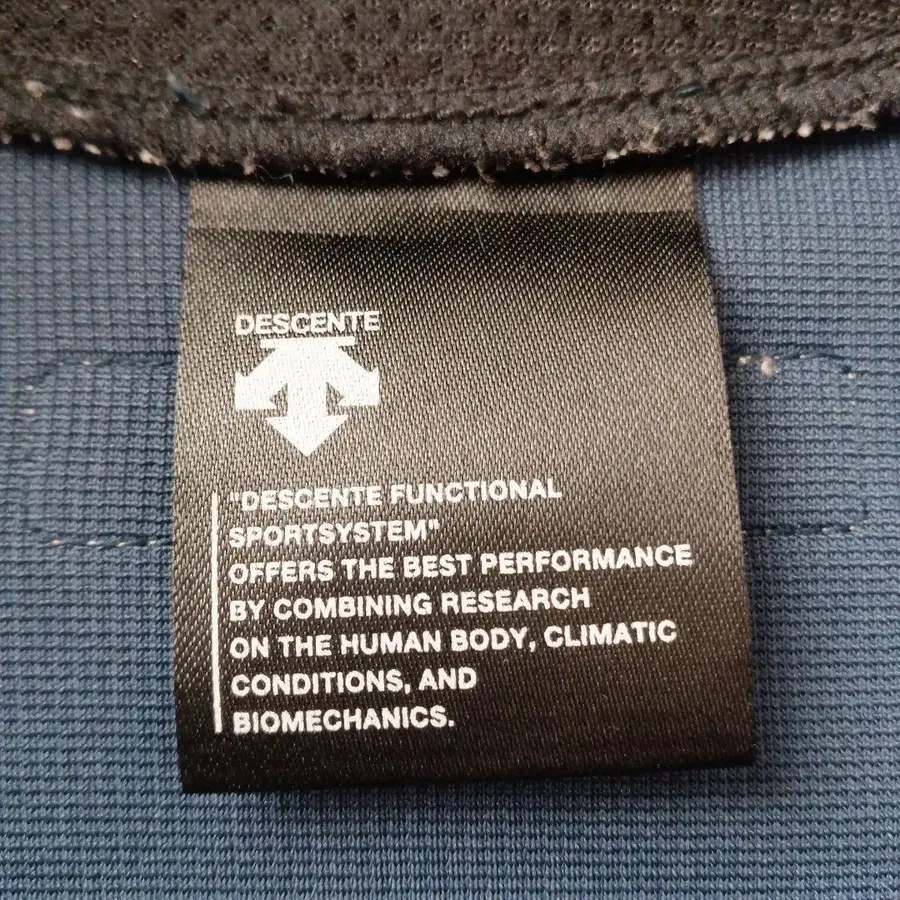 DESCENTE
"DESCENTE FUNCTIONAL
SPORTSYSTEM"
OFFERS THE BEST PERFORMANCE
BY COMBINING RESEARCH
ON THE HUMAN BODY, CLIMATIC
CONDITIONS, AND
BIOMECHANICS.